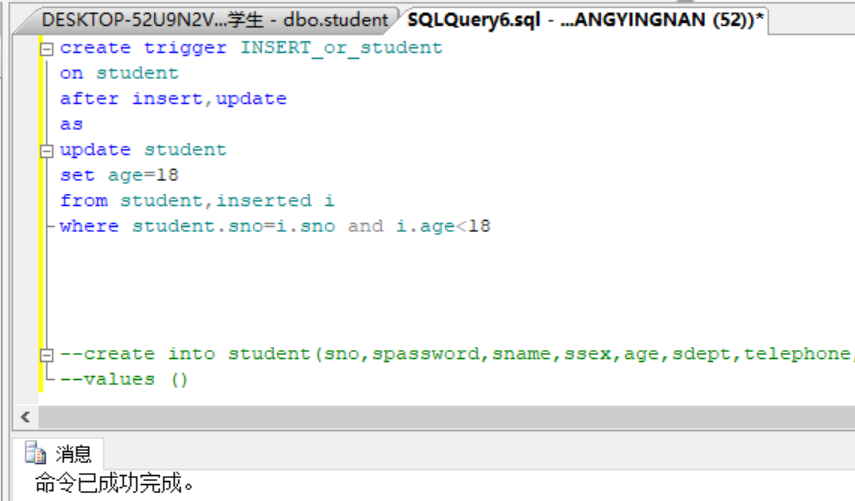 DESKTOP-52U9N2V...学生 - dbo.student
SQLQuery6.sql - ...ANGYINGNAN (52))*
create trigger INSERT_or_student
on student
after insert,update
as
update student
set age=18
from student,inserted i
where student.sno=i.sno and i.age<18
--create into student(sno,spassword,sname,ssex,age,sdept,telephone,
--values ()
消息
命令已成功完成。